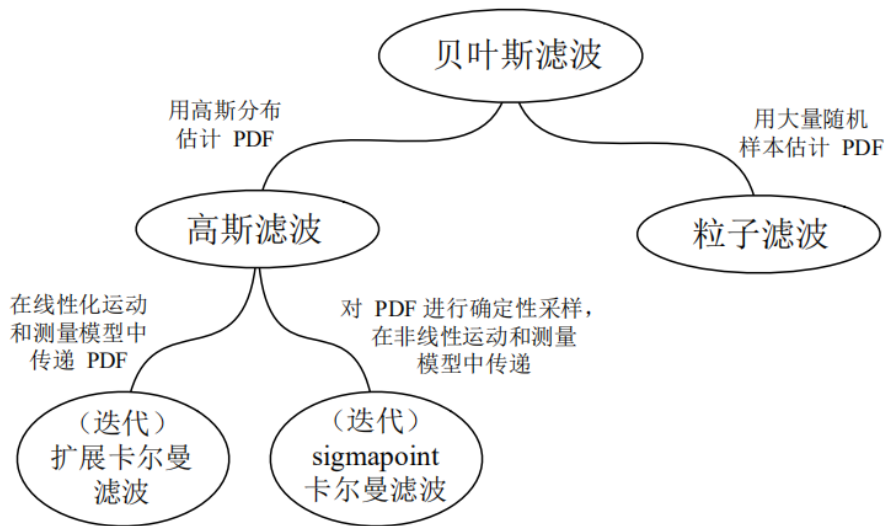 贝叶斯滤波
用高斯分布
估计 PDF
用大量随机
样本估计 PDF
高斯滤波
粒子滤波
在线性化运动
和测量模型中
传递 PDF
对 PDF 进行确定性采样，
在非线性运动和测量
模型中传递
（迭代）
扩展卡尔曼
滤波
（迭代）
sigmapoint
卡尔曼滤波